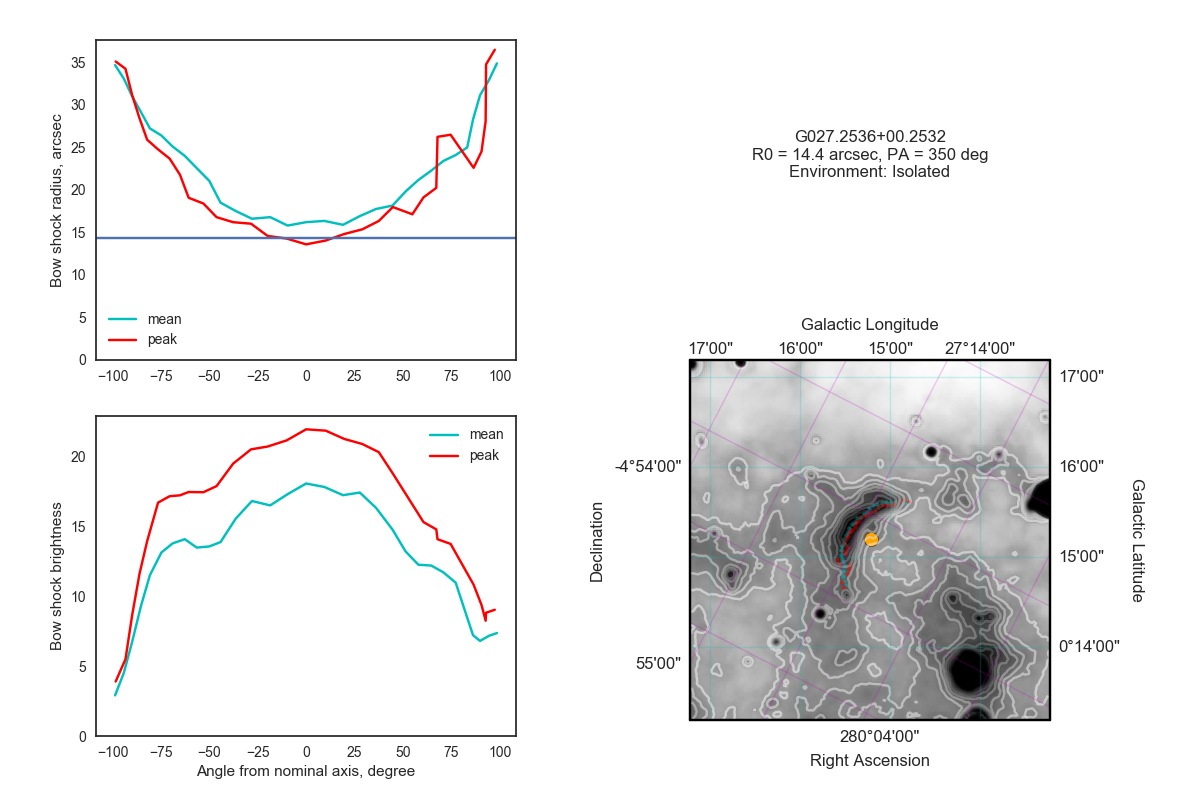 35
30
25
20
15
10
5
0
Bow shock radius, arcsec
mean
peak
−100 −75 −50 −25 0 25 50 75 100
20
15
10
5
0
Bow shock brightness
mean
peak
−100 −75 −50 −25 0 25 50 75 100
Angle from nominal axis, degree
G027.2536+00.2532
R0 = 14.4 arcsec, PA = 350 deg
Environment: Isolated
Galactic Longitude
17'00" 16'00" 15'00" 27°14'00"
17'00"
-4°54'00" 16'00"
15'00"
55'00" 0°14'00"
Declination
Galactic Latitude
280°04'00"
Right Ascension